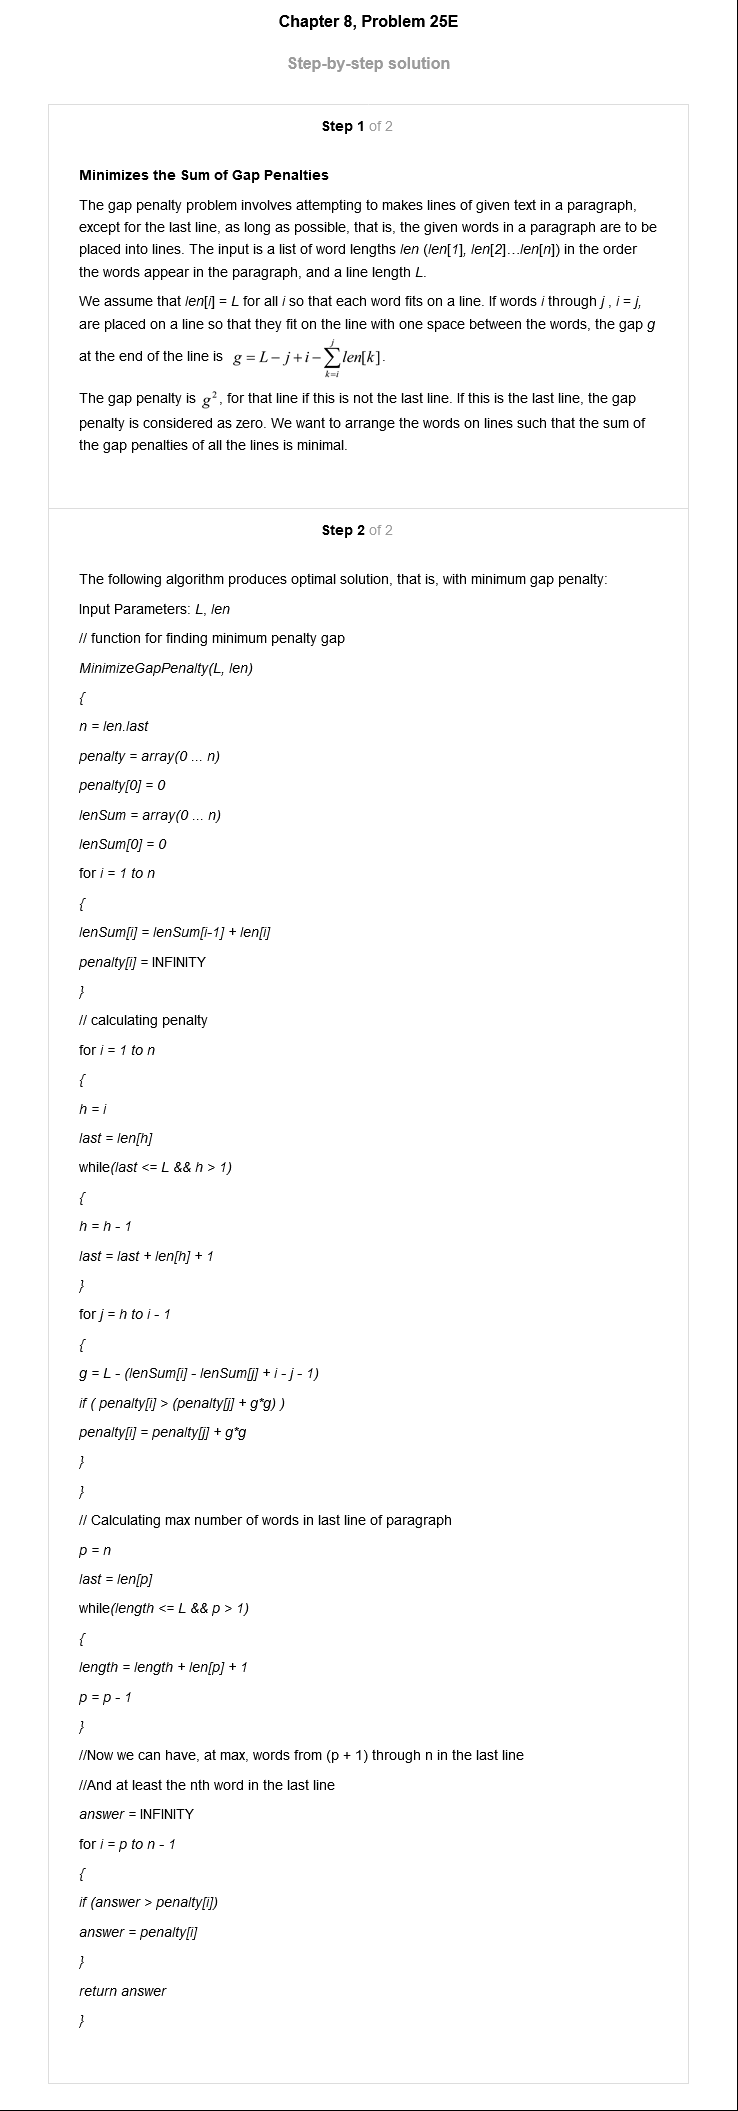 Chapter 8, Problem 25E
Step-by-step solution
Step 1 of 2
Minimizes the Sum of Gap Penalties
The gap penalty problem involves attempting to makes lines of given text in a paragraph,
except for the last line, as long as possible, that is, the given words in a paragraph are to be
placed into lines. The input is a list of word lengths len (len[1], len[2]…len[n]) in the order
the words appear in the paragraph, and a line length L.
We assume that len[i] = L for all i so that each word fits on a line. If words i through j , i = j,
are placed on a line so that they fit on the line with one space between the words, the gap g
at the end of the line is g = L − j + i − ∑_{k=i}^{j} len[k].
The gap penalty is g², for that line if this is not the last line. If this is the last line, the gap
penalty is considered as zero. We want to arrange the words on lines such that the sum of
the gap penalties of all the lines is minimal.
Step 2 of 2
The following algorithm produces optimal solution, that is, with minimum gap penalty:
Input Parameters: L, len
// function for finding minimum penalty gap
MinimizeGapPenalty(L, len)
{
n = len.last
penalty = array(0 ... n)
penalty[0] = 0
lenSum = array(0 ... n)
lenSum[0] = 0
for i = 1 to n
{
lenSum[i] = lenSum[i-1] + len[i]
penalty[i] = INFINITY
}
// calculating penalty
for i = 1 to n
{
h = i
last = len[h]
while(last <= L && h > 1)
{
h = h - 1
last = last + len[h] + 1
}
for j = h to i - 1
{
g = L - (lenSum[i] - lenSum[j] + i - j - 1)
if ( penalty[i] > (penalty[j] + g*g) )
penalty[i] = penalty[j] + g*g
}
}
// Calculating max number of words in last line of paragraph
p = n
last = len[p]
while(length <= L && p > 1)
{
length = length + len[p] + 1
p = p - 1
}
//Now we can have, at max, words from (p + 1) through n in the last line
//And at least the nth word in the last line
answer = INFINITY
for i = p to n - 1
{
if (answer > penalty[i])
answer = penalty[i]
}
return answer
}